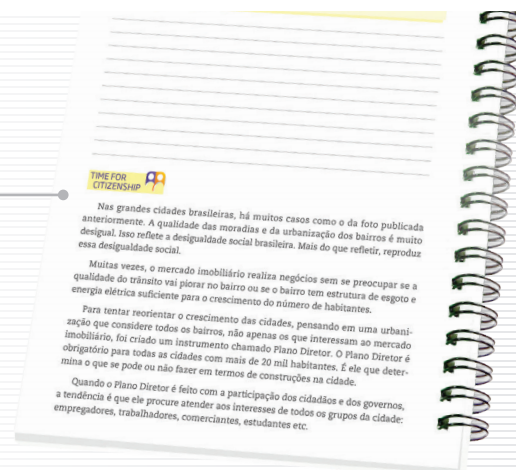 TIME FOR
CITIZENSHIP
Nas grandes cidades brasileiras, há muitos casos como o da foto publicada
anteriormente. A qualidade das moradias e da urbanização dos bairros é muito
desigual. Isso reflete a desigualdade social brasileira. Mais do que refletir, reproduz
essa desigualdade social.
Muitas vezes, o mercado imobiliário realiza negócios sem se preocupar se a
qualidade do trânsito vai piorar no bairro ou se o bairro tem estrutura de esgoto e
energia elétrica suficiente para o crescimento do número de habitantes.
Para tentar reorientar o crescimento das cidades, pensando em uma urbani-
zação que considere todos os bairros, não apenas os que interessam ao mercado
imobiliário, foi criado um instrumento chamado Plano Diretor. O Plano Diretor é
obrigatório para todas as cidades com mais de 20 mil habitantes. É ele que deter-
mina o que se pode ou não fazer em termos de construções na cidade.
Quando o Plano Diretor é feito com a participação dos cidadãos e dos governos,
a tendência é que ele procure atender aos interesses de todos os grupos da cidade:
empregadores, trabalhadores, comerciantes, estudantes etc.